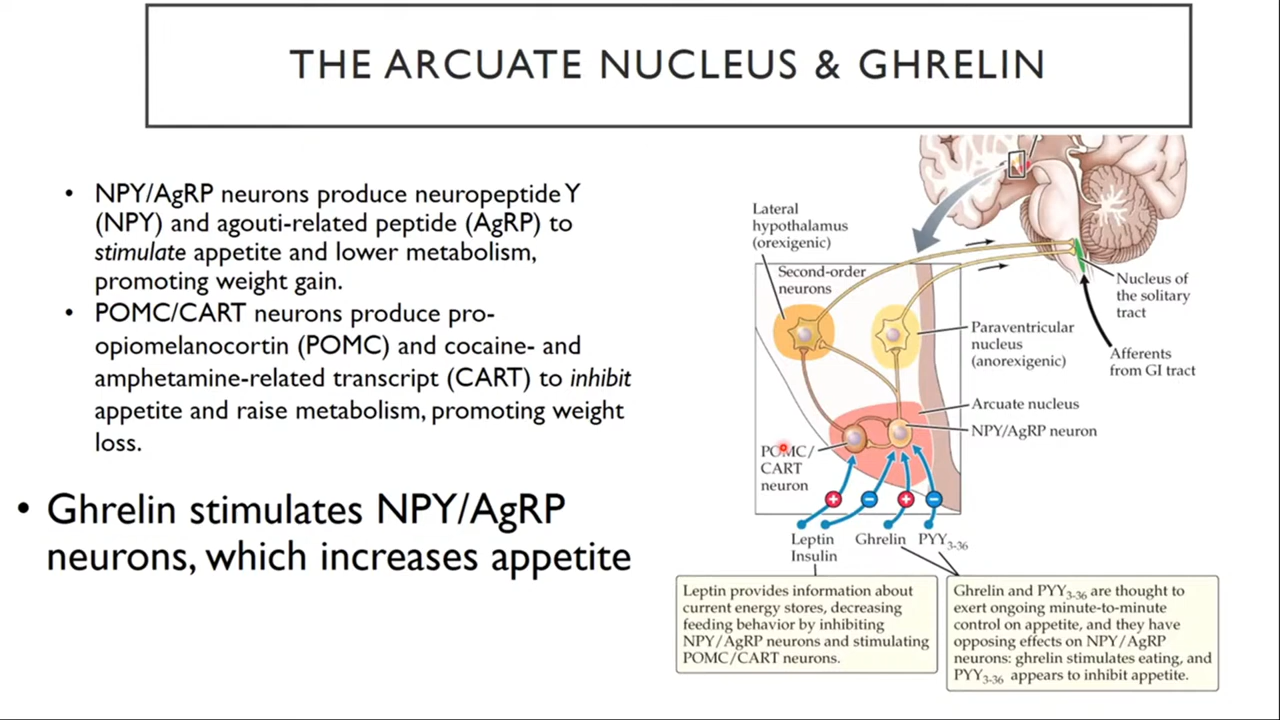 THE ARCUATE NUCLEUS & GHRELIN
• NPY/AgRP neurons produce neuropeptide Y
(NPY) and agouti-related peptide (AgRP) to
stimulate appetite and lower metabolism,
promoting weight gain.
• POMC/CART neurons produce pro-
opiomelanocortin (POMC) and cocaine- and
amphetamine-related transcript (CART) to inhibit
appetite and raise metabolism, promoting weight
loss.
• Ghrelin stimulates NPY/AgRP
neurons, which increases appetite
Lateral
hypothalamus
(orexigenic)
Second-order
neurons
Nucleus of
the solitary
tract
Paraventricular
nucleus
(anorexigenic)
Afferents
from GI tract
Arcuate nucleus
NPY/AgRP neuron
POMC/
CART
neuron
+ − + −
Leptin
Insulin
Ghrelin
PYY3-36
Leptin provides information about
current energy stores, decreasing
feeding behavior by inhibiting
NPY/AgRP neurons and stimulating
POMC/CART neurons.
Ghrelin and PYY3-36 are thought to
exert ongoing minute-to-minute
control on appetite, and they have
opposing effects on NPY/AgRP
neurons: ghrelin stimulates eating, and
PYY3-36 appears to inhibit appetite.